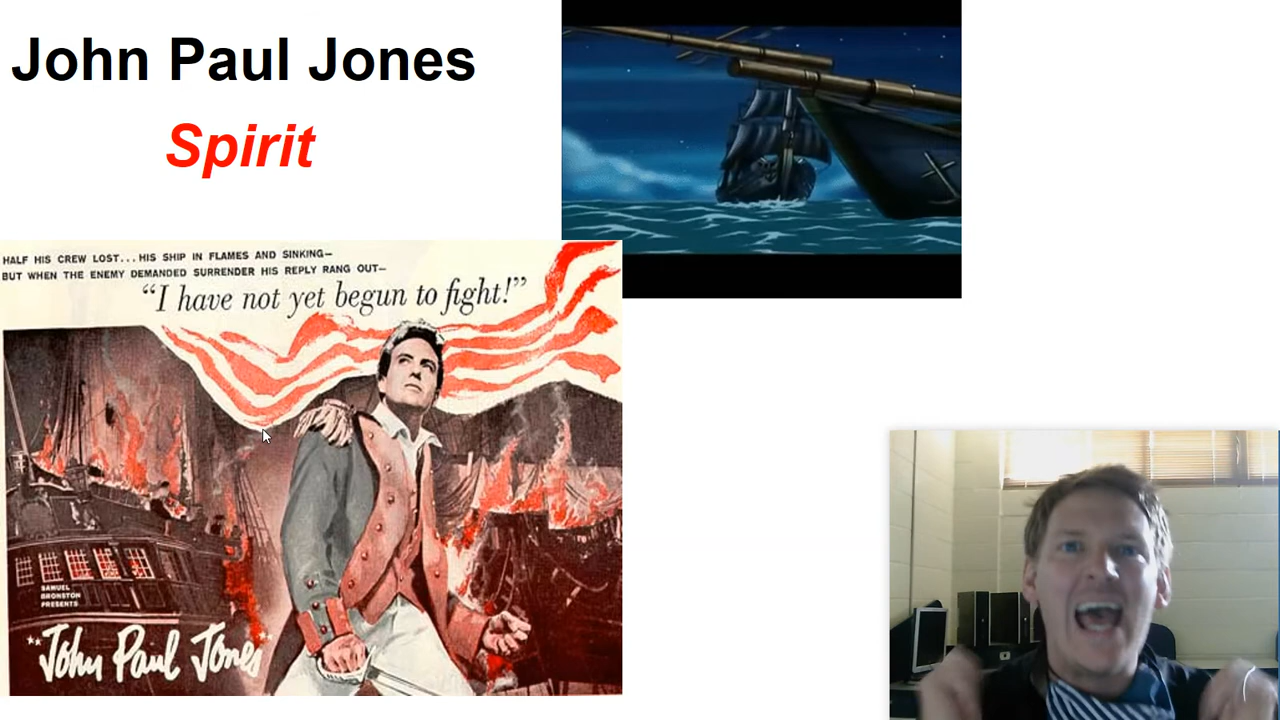 John Paul Jones
Spirit
HALF HIS CREW LOST...HIS SHIP IN FLAMES AND SINKING—
BUT WHEN THE ENEMY DEMANDED SURRENDER HIS REPLY RANG OUT—
“I have not yet begun to fight!”
SAMUEL
BRONSTON
PRESENTS
"John Paul Jones"